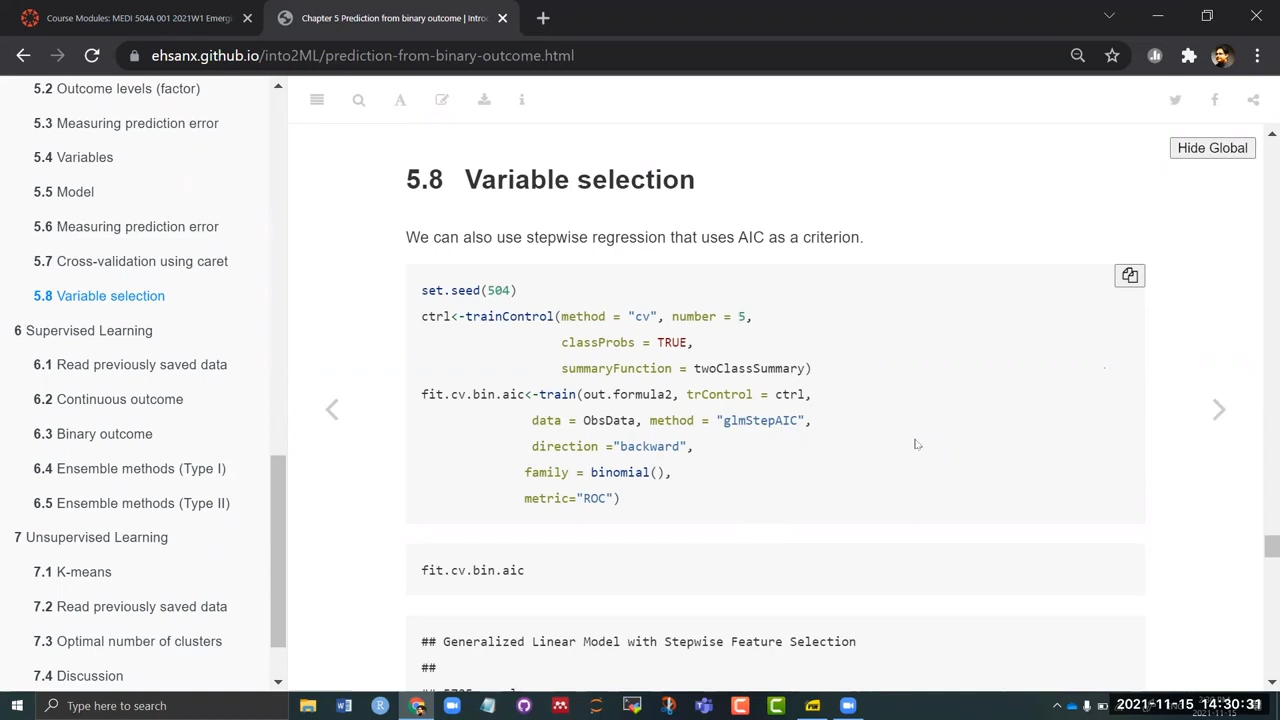 Course Modules: MEDI 504A 001 2021W1 Emergi
Chapter 5 Prediction from binary outcome | Introd
ehsanx.github.io/into2ML/prediction-from-binary-outcome.html
5.2 Outcome levels (factor)
5.3 Measuring prediction error
5.4 Variables
5.5 Model
5.6 Measuring prediction error
5.7 Cross-validation using caret
5.8 Variable selection
6 Supervised Learning
6.1 Read previously saved data
6.2 Continuous outcome
6.3 Binary outcome
6.4 Ensemble methods (Type I)
6.5 Ensemble methods (Type II)
7 Unsupervised Learning
7.1 K-means
7.2 Read previously saved data
7.3 Optimal number of clusters
7.4 Discussion
Hide Global
5.8 Variable selection
We can also use stepwise regression that uses AIC as a criterion.
set.seed(504)
ctrl<-trainControl(method = "cv", number = 5,
classProbs = TRUE,
summaryFunction = twoClassSummary)
fit.cv.bin.aic<-train(out.formula2, trControl = ctrl,
data = ObsData, method = "glmStepAIC",
direction ="backward",
family = binomial(),
metric="ROC")
fit.cv.bin.aic
## Generalized Linear Model with Stepwise Feature Selection
##
Type here to search
2021-11-15 14:30:31